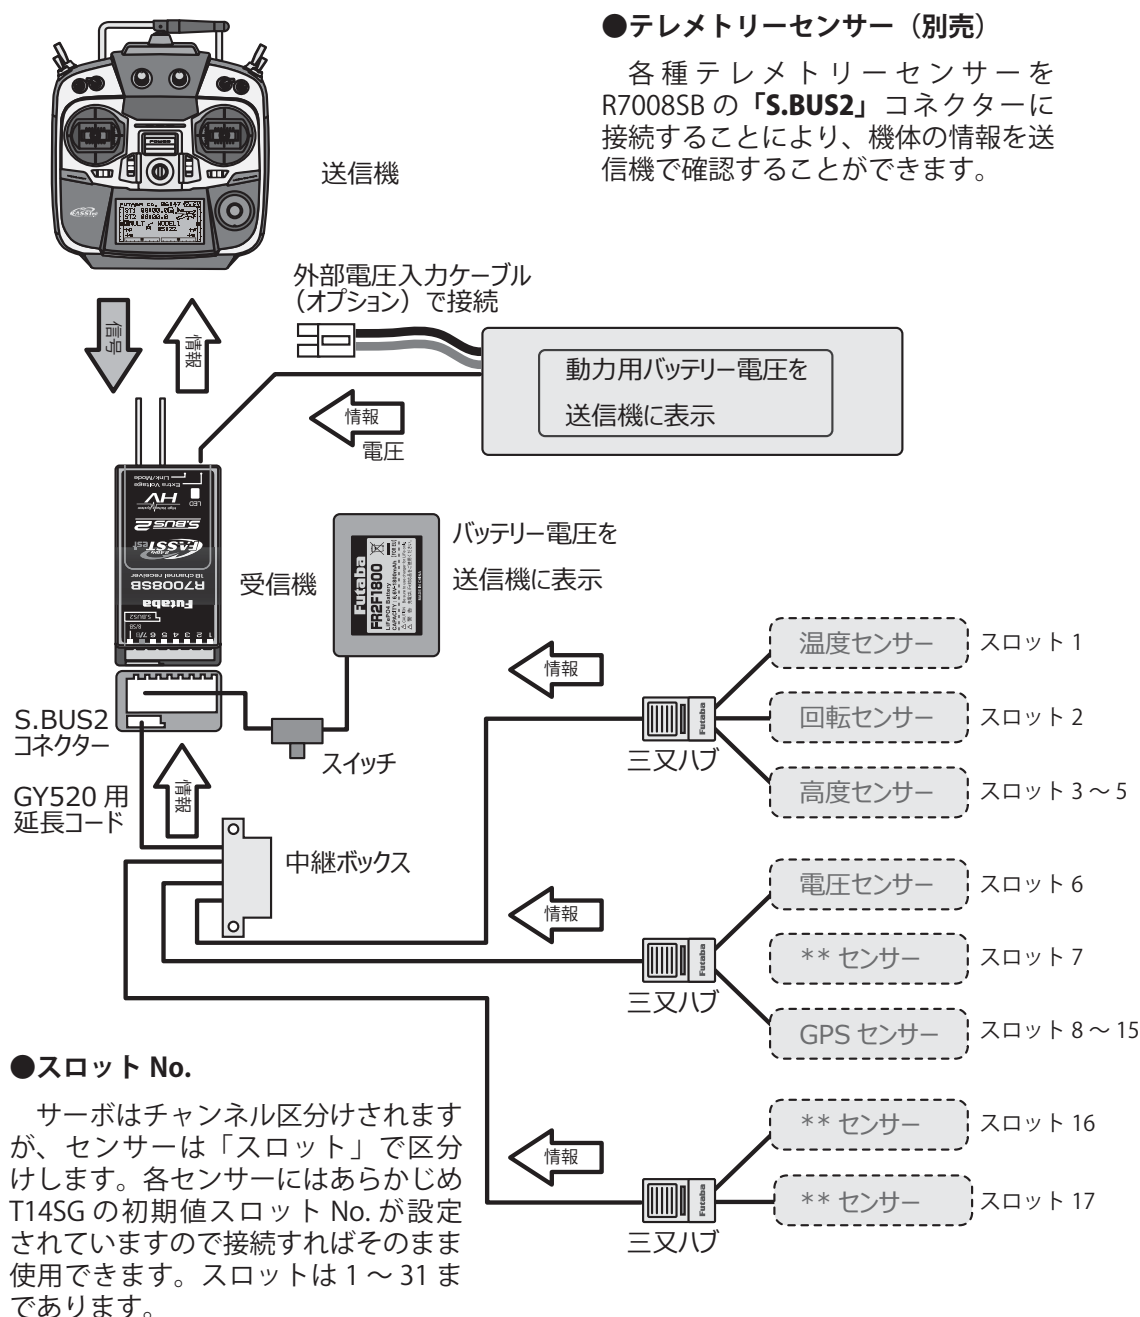 ●テレメトリーセンサー（別売）
各種テレメトリーセンサーを
R7008SB の「S.BUS2」コネクターに
接続することにより、機体の情報を送
信機で確認することができます。
送信機
外部電圧入力ケーブル
（オプション）で接続
信号
情報
動力用バッテリー電圧を
送信機に表示
情報
電圧
Extra Voltage
Link/Mode
LED
HV
S.BUS2
FASSTest
18 channel receiver
R7008SB
Futaba
S.BUS2
受信機
バッテリー電圧を
送信機に表示
Futaba
FR2F1800
S.BUS2
コネクター
スイッチ
GY520 用
延長コード
情報
中継ボックス
情報
Futaba
三又ハブ
温度センサー
スロット 1
回転センサー
スロット 2
高度センサー
スロット 3 ～ 5
情報
Futaba
三又ハブ
電圧センサー
スロット 6
** センサー
スロット 7
GPS センサー
スロット 8 ～ 15
情報
Futaba
三又ハブ
** センサー
スロット 16
** センサー
スロット 17
●スロット No.
サーボはチャンネル区分けされます
が、センサーは「スロット」で区分
けします。各センサーにはあらかじめ
T14SG の初期値スロット No. が設定
されていますので接続すればそのまま
使用できます。スロットは 1 ～ 31 ま
であります。